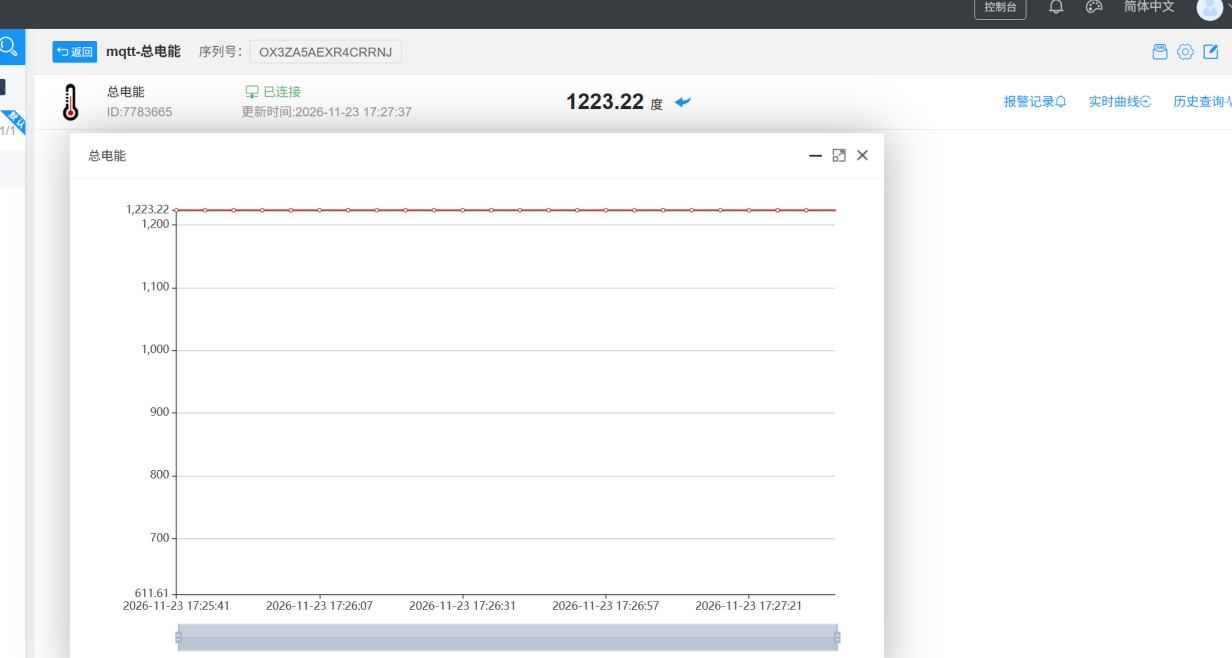 控制台 简体中文
返回 mqtt-总电能 序列号： OX3ZA5AEXR4CRRNJ
总电能 已连接
ID:7783665 更新时间:2026-11-23 17:27:37
1223.22 度
报警记录 实时曲线 历史查询
默认
1/1
总电能
1,223.22
1,200
1,100
1,000
900
800
700
611.61
2026-11-23 17:25:41 2026-11-23 17:26:07 2026-11-23 17:26:31 2026-11-23 17:26:57 2026-11-23 17:27:21